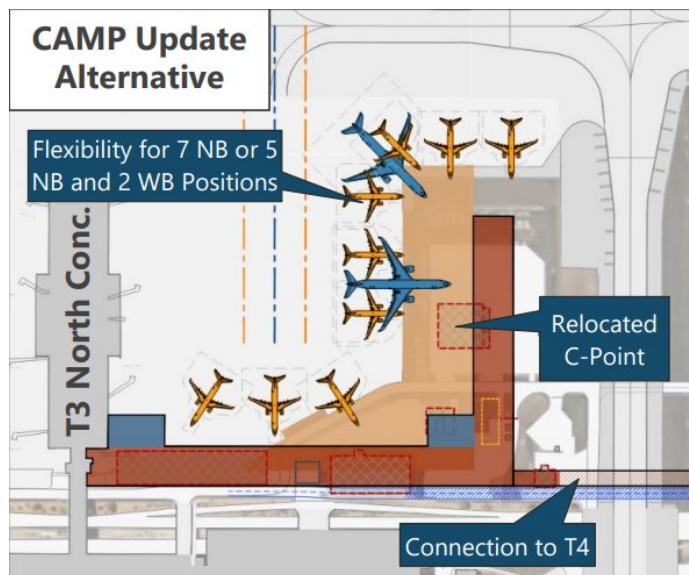 CAMP Update
Alternative
Flexibility for 7 NB or 5
NB and 2 WB Positions
T3 North Conc.
Relocated
C-Point
Connection to T4